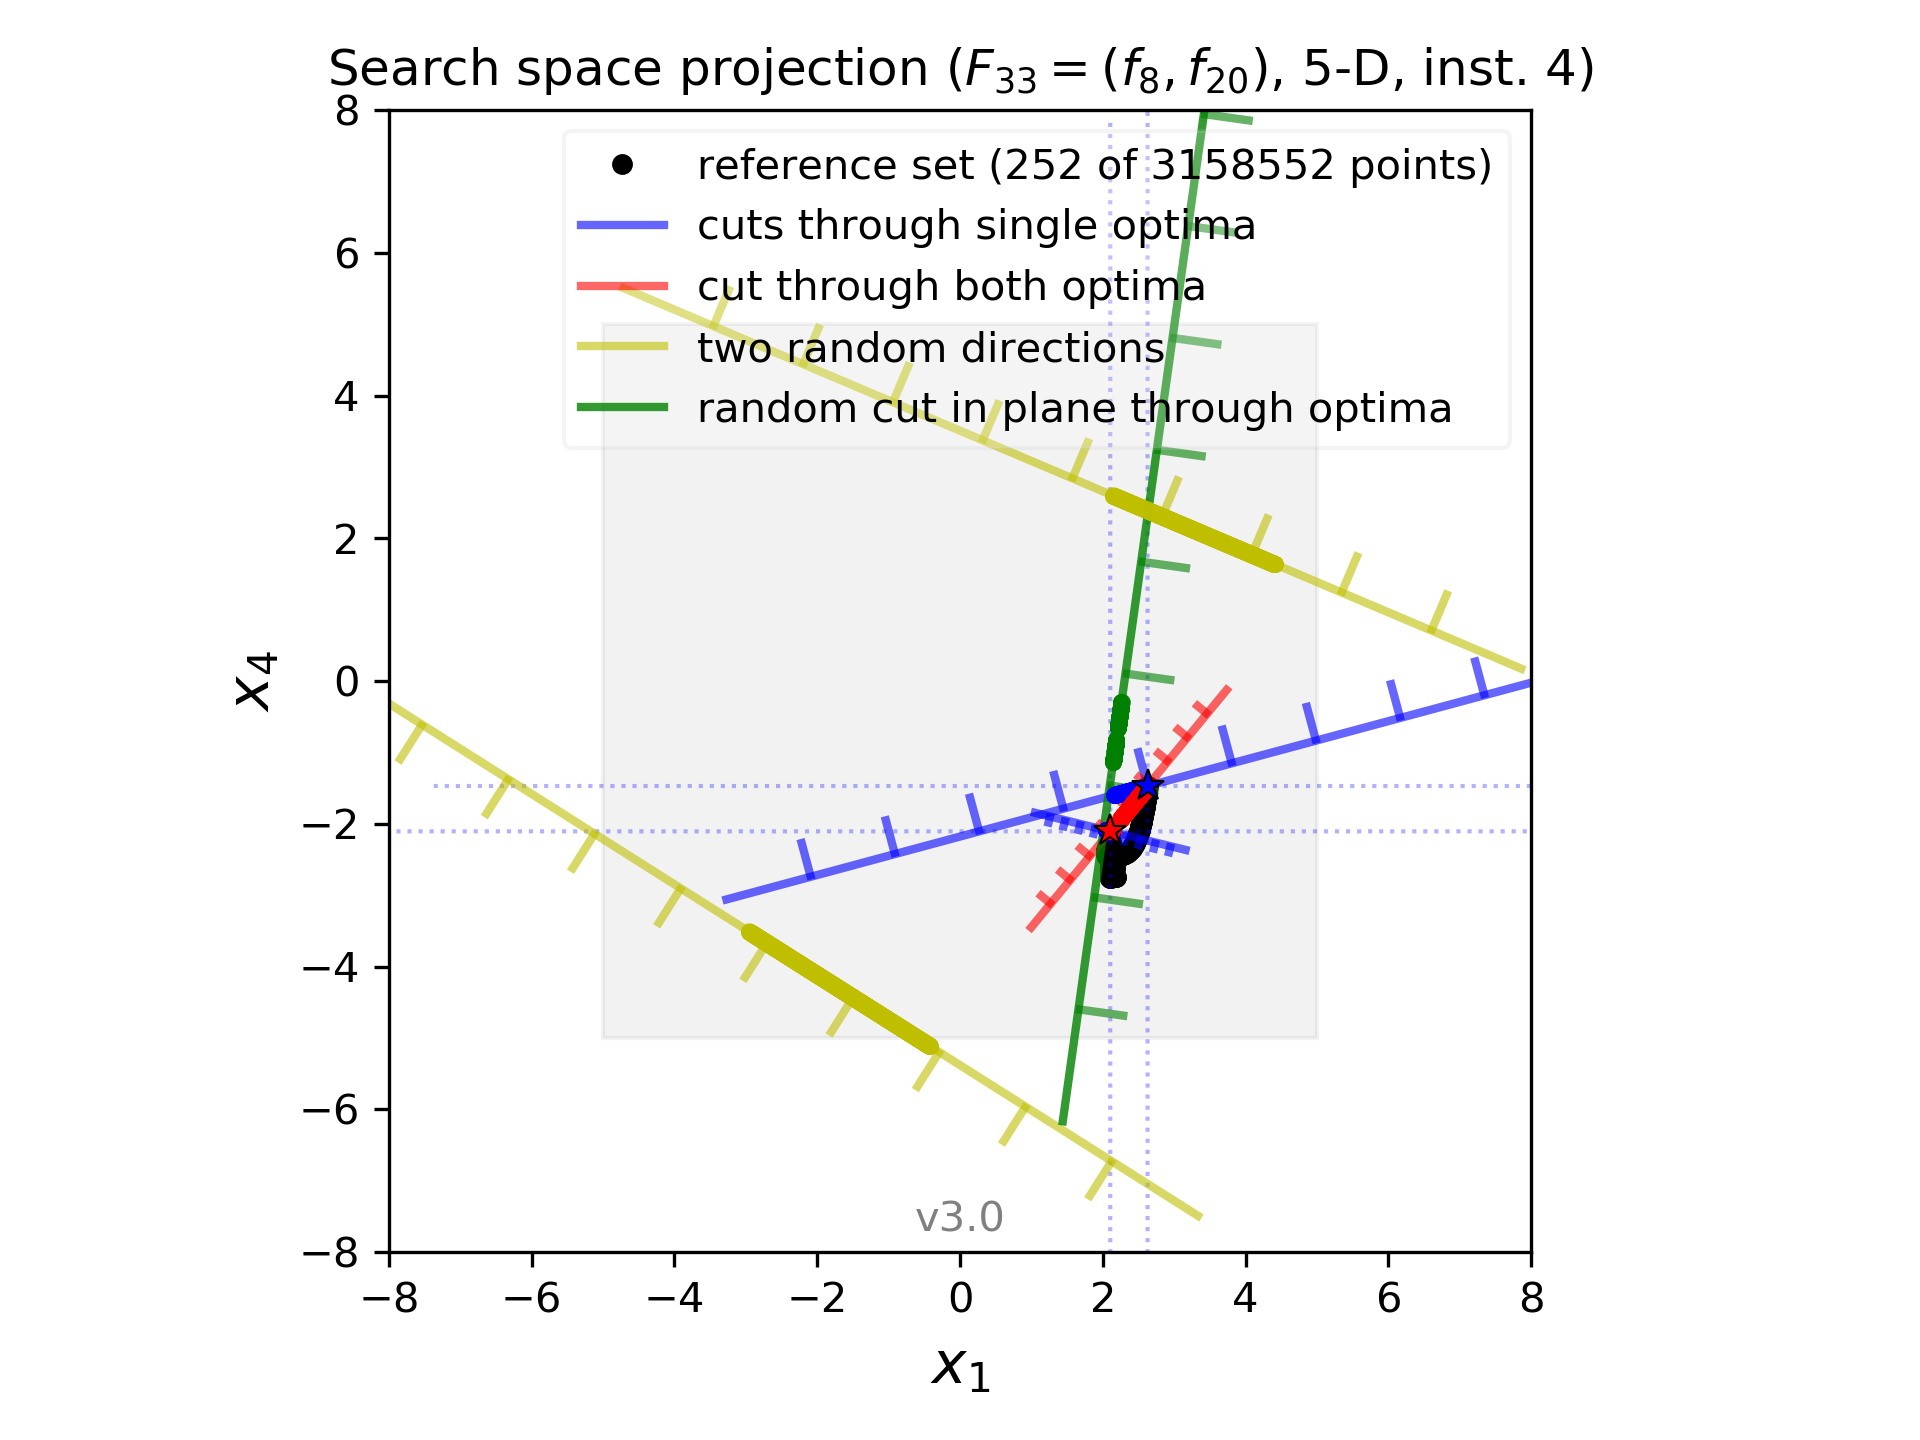 Search space projection (F33 = (f8, f20), 5-D, inst. 4)
8
6
4
2
0
−2
−4
−6
−8
x4
reference set (252 of 3158552 points)
cuts through single optima
cut through both optima
two random directions
random cut in plane through optima
v3.0
−8 −6 −4 −2 0 2 4 6 8
x1